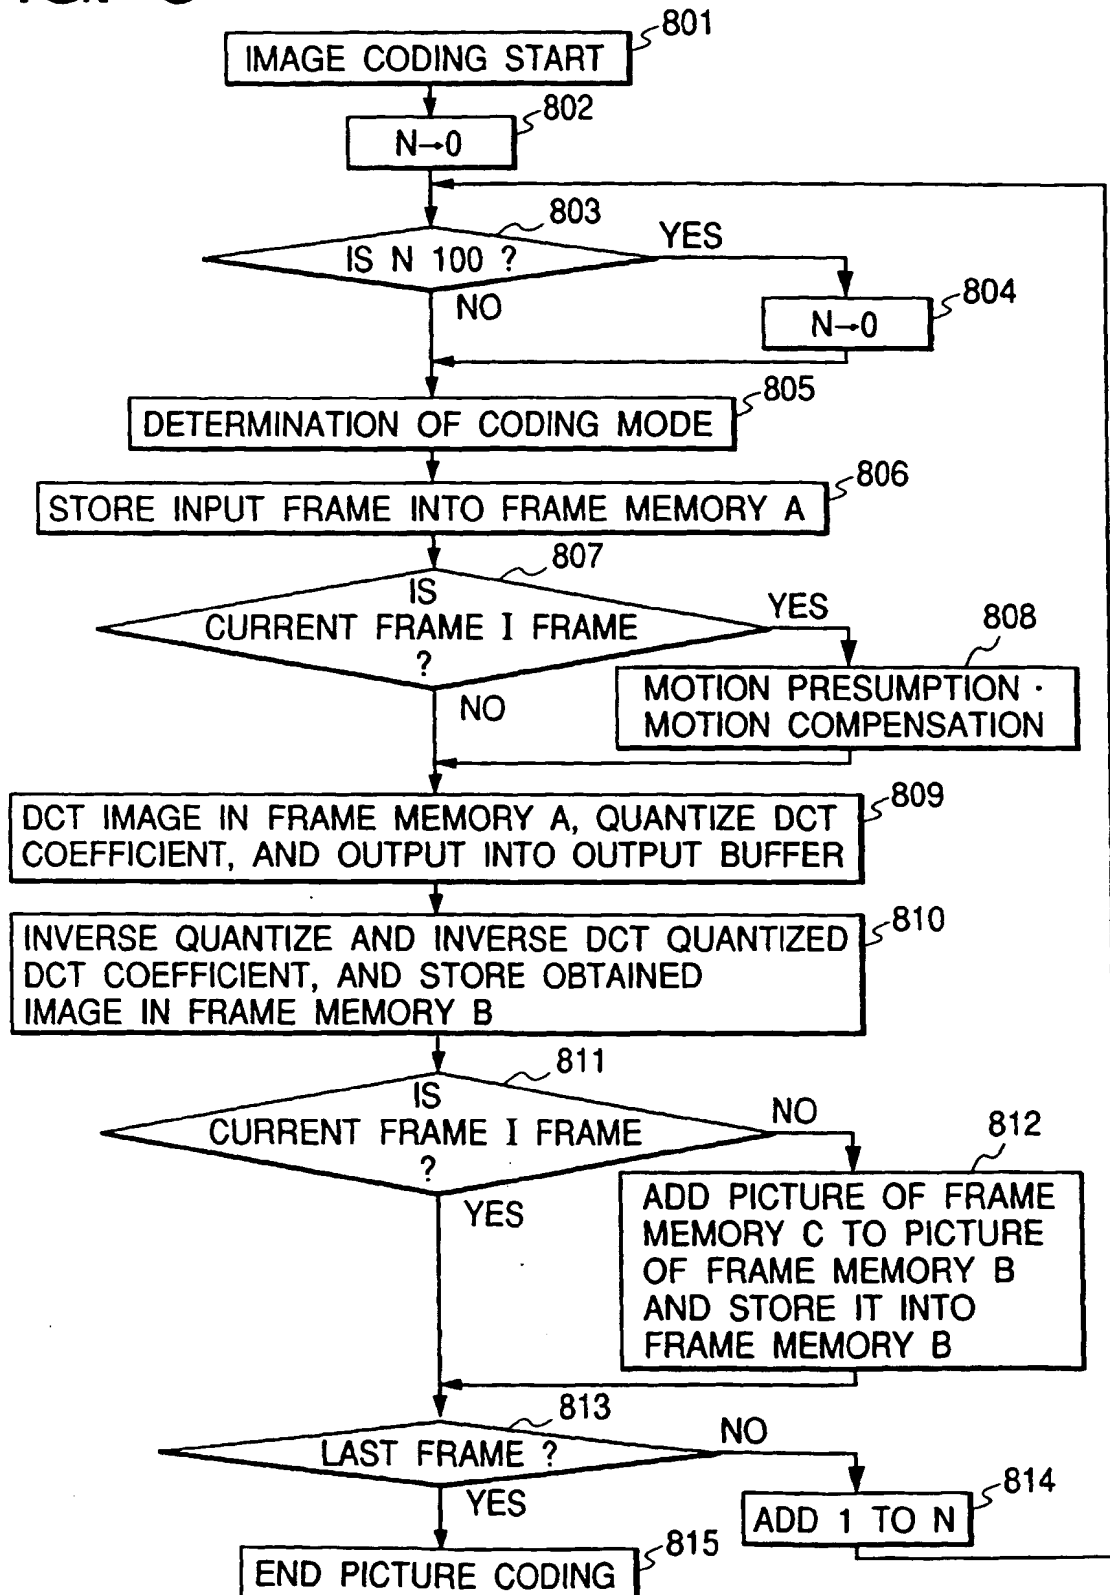 801
IMAGE CODING START
802
N→0
803
IS N 100 ?
YES
NO
804
N→0
805
DETERMINATION OF CODING MODE
806
STORE INPUT FRAME INTO FRAME MEMORY A
807
IS
CURRENT FRAME I FRAME
?
YES
NO
808
MOTION PRESUMPTION ·
MOTION COMPENSATION
809
DCT IMAGE IN FRAME MEMORY A, QUANTIZE DCT
COEFFICIENT, AND OUTPUT INTO OUTPUT BUFFER
810
INVERSE QUANTIZE AND INVERSE DCT QUANTIZED
DCT COEFFICIENT, AND STORE OBTAINED
IMAGE IN FRAME MEMORY B
811
IS
CURRENT FRAME I FRAME
?
NO
YES
812
ADD PICTURE OF FRAME
MEMORY C TO PICTURE
OF FRAME MEMORY B
AND STORE IT INTO
FRAME MEMORY B
813
LAST FRAME ?
NO
YES
814
ADD 1 TO N
815
END PICTURE CODING